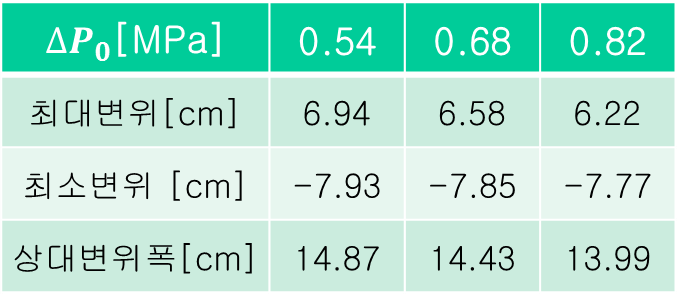 Δ𝑷₀[MPa] 0.54 0.68 0.82
최대변위[cm] 6.94 6.58 6.22
최소변위 [cm] -7.93 -7.85 -7.77
상대변위폭[cm] 14.87 14.43 13.99